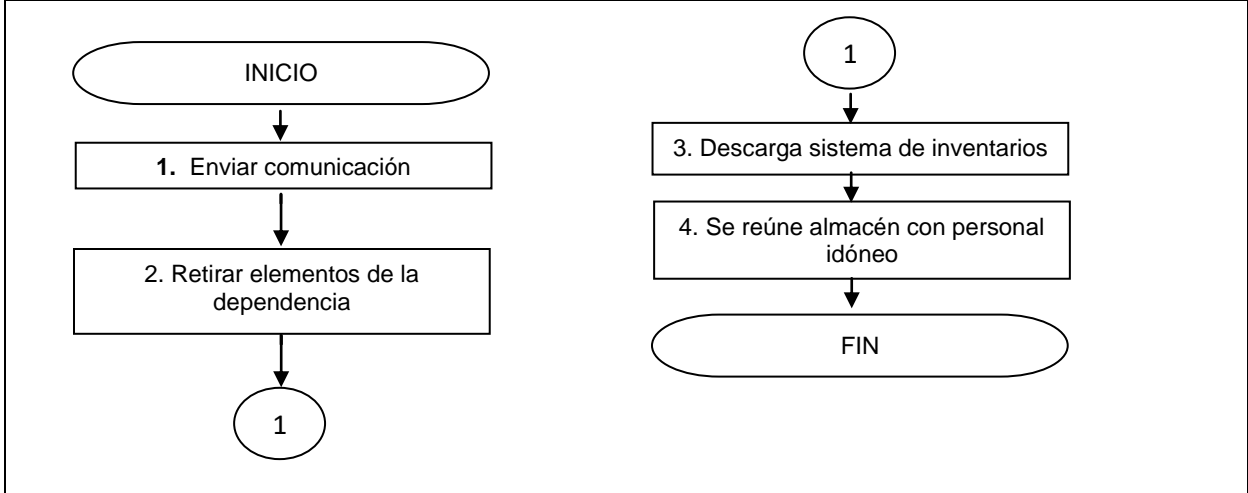 INICIO
1. Enviar comunicación
2. Retirar elementos de la
dependencia
1
1
3. Descarga sistema de inventarios
4. Se reúne almacén con personal
idóneo
FIN